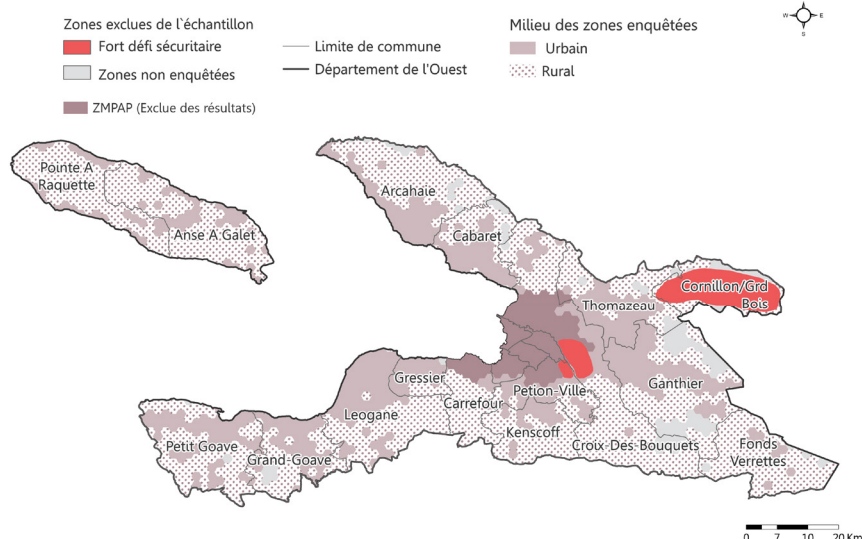 Zones exclues de l`échantillon
Fort défi sécuritaire
Zones non enquêtées
ZMPAP (Exclue des résultats)
Limite de commune
Département de l'Ouest
Milieu des zones enquêtées
Urbain
Rural
N
W
E
S
Pointe A
Raquette
Anse A Galet
Arcahaie
Cabaret
Thomazeau
Cornillon/Grd
Bois
Gressier
Petion-Ville
Ganthier
Leogane
Carrefour
Kenscoff
Croix-Des-Bouquets
Petit Goave
Grand-Goave
Fonds
Verrettes
0 7 10 20 Km